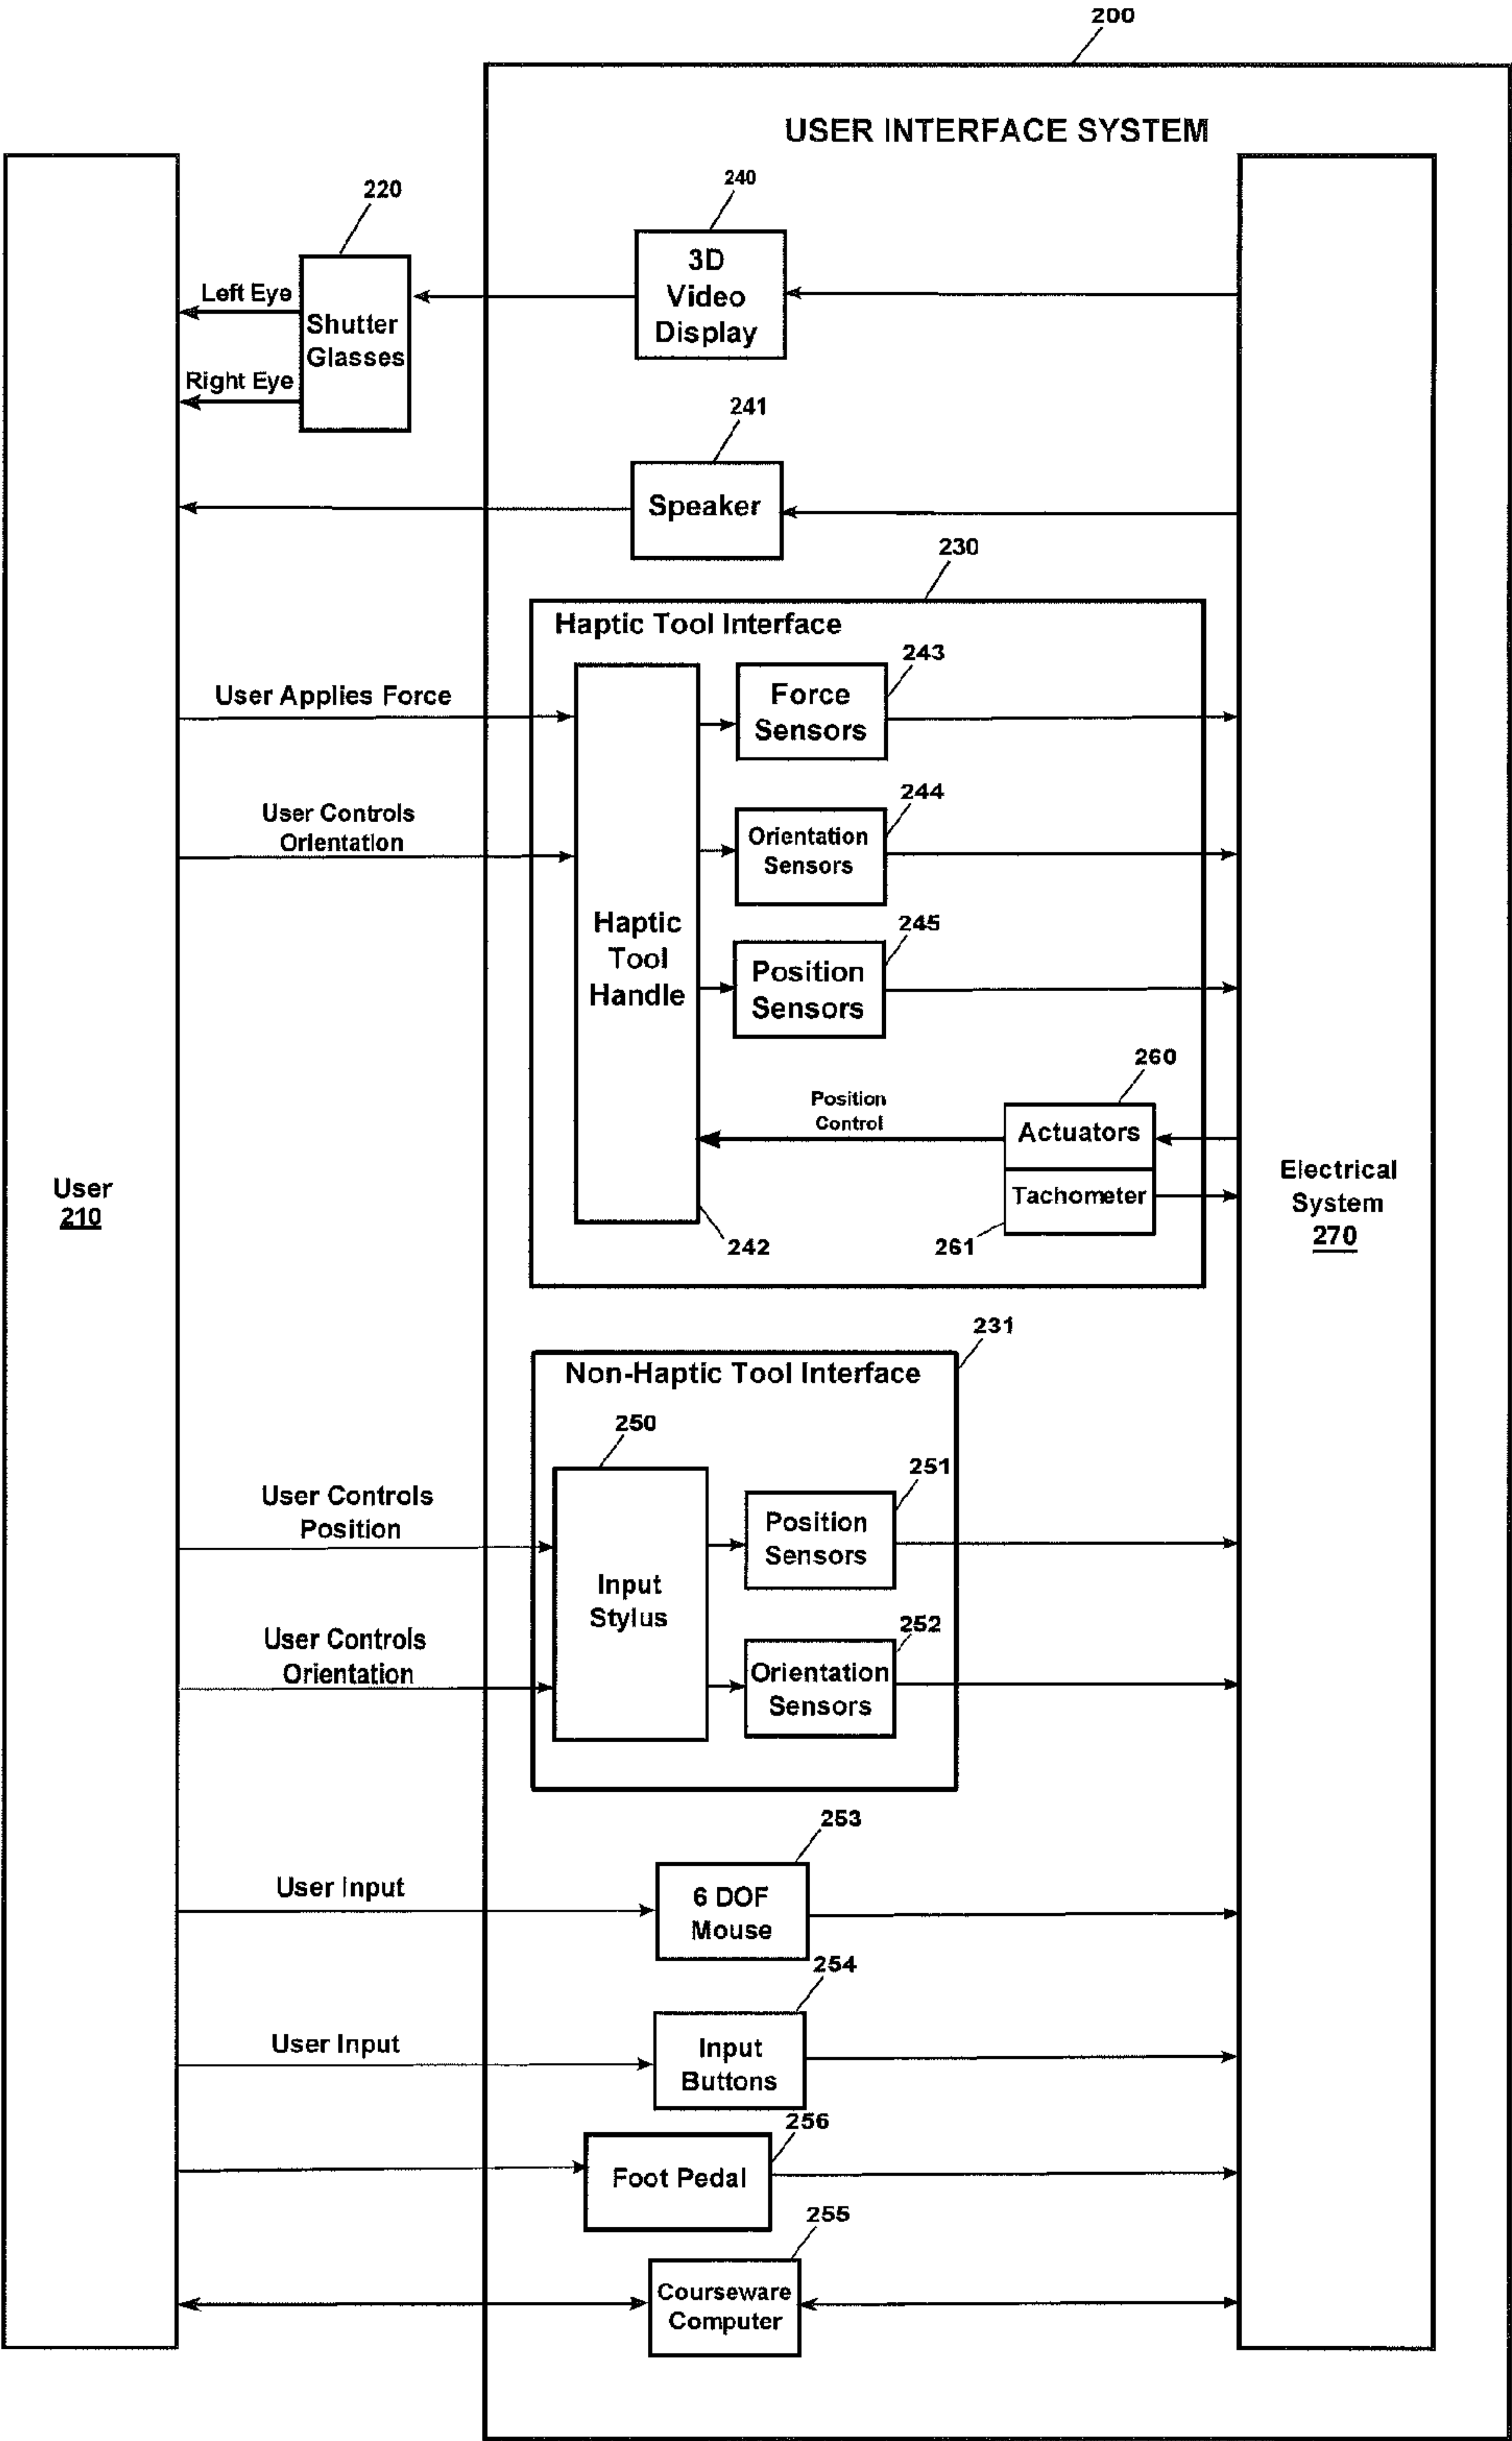 200
USER INTERFACE SYSTEM
220
240
3D
Video
Display
Left Eye
Shutter
Glasses
Right Eye
241
Speaker
230
Haptic Tool Interface
243
Force
Sensors
User Applies Force
244
User Controls
Orientation
Orientation
Sensors
245
Haptic
Tool
Handle
Position
Sensors
260
Position
Control
Actuators
Tachometer
261
242
User
210
Electrical
System
270
231
Non-Haptic Tool Interface
250
251
User Controls
Position
Position
Sensors
Input
Stylus
252
User Controls
Orientation
Orientation
Sensors
253
User Input
6 DOF
Mouse
254
User Input
Input
Buttons
256
Foot Pedal
255
Courseware
Computer